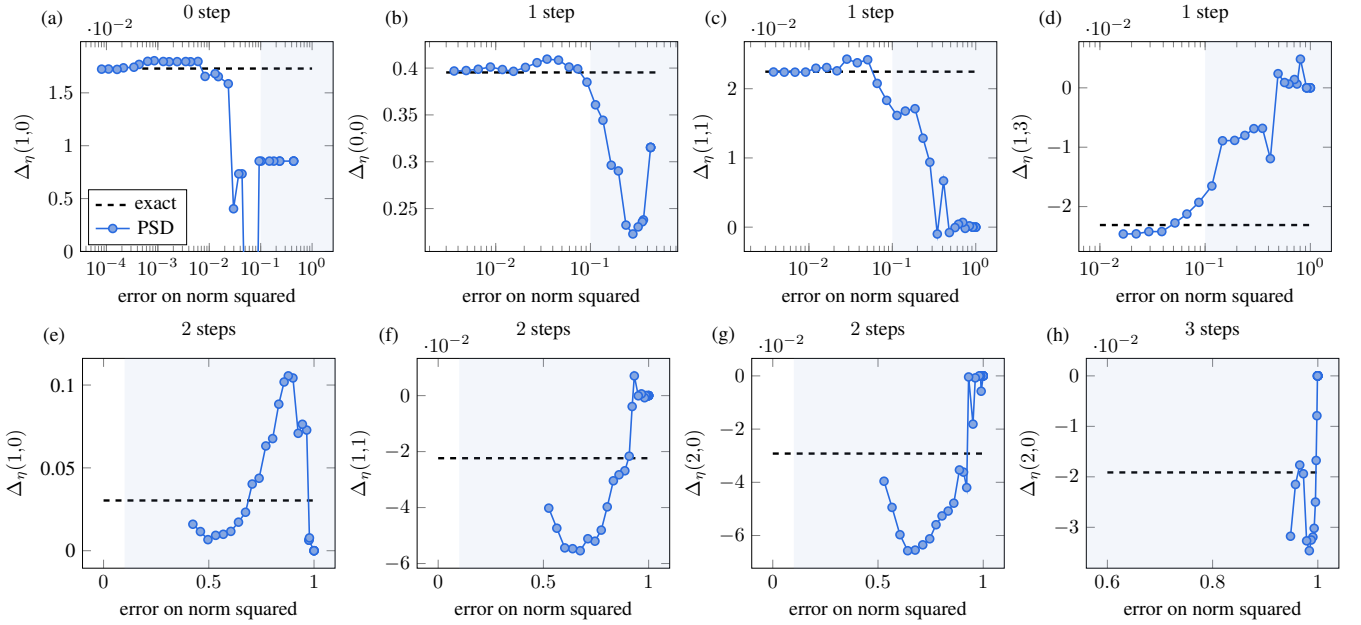 (a) 0 step
·10⁻²
1.5
1
0.5
0
Δη(1,0)
exact
PSD
10⁻⁴ 10⁻³ 10⁻² 10⁻¹ 10⁰
error on norm squared
(b) 1 step
0.4
0.35
0.3
0.25
Δη(0,0)
10⁻² 10⁻¹
error on norm squared
(c) 1 step
·10⁻²
2
1
0
Δη(1,1)
10⁻² 10⁻¹ 10⁰
error on norm squared
(d) 1 step
·10⁻²
0
−1
−2
Δη(1,3)
10⁻² 10⁻¹ 10⁰
error on norm squared
(e) 2 steps
0.1
0.05
0
Δη(1,0)
0 0.5 1
error on norm squared
(f) 2 steps
·10⁻²
0
−2
−4
−6
Δη(1,1)
0 0.5 1
error on norm squared
(g) 2 steps
·10⁻²
0
−2
−4
−6
Δη(2,0)
0 0.5 1
error on norm squared
(h) 3 steps
·10⁻²
0
−1
−2
−3
Δη(2,0)
0.6 0.8 1
error on norm squared